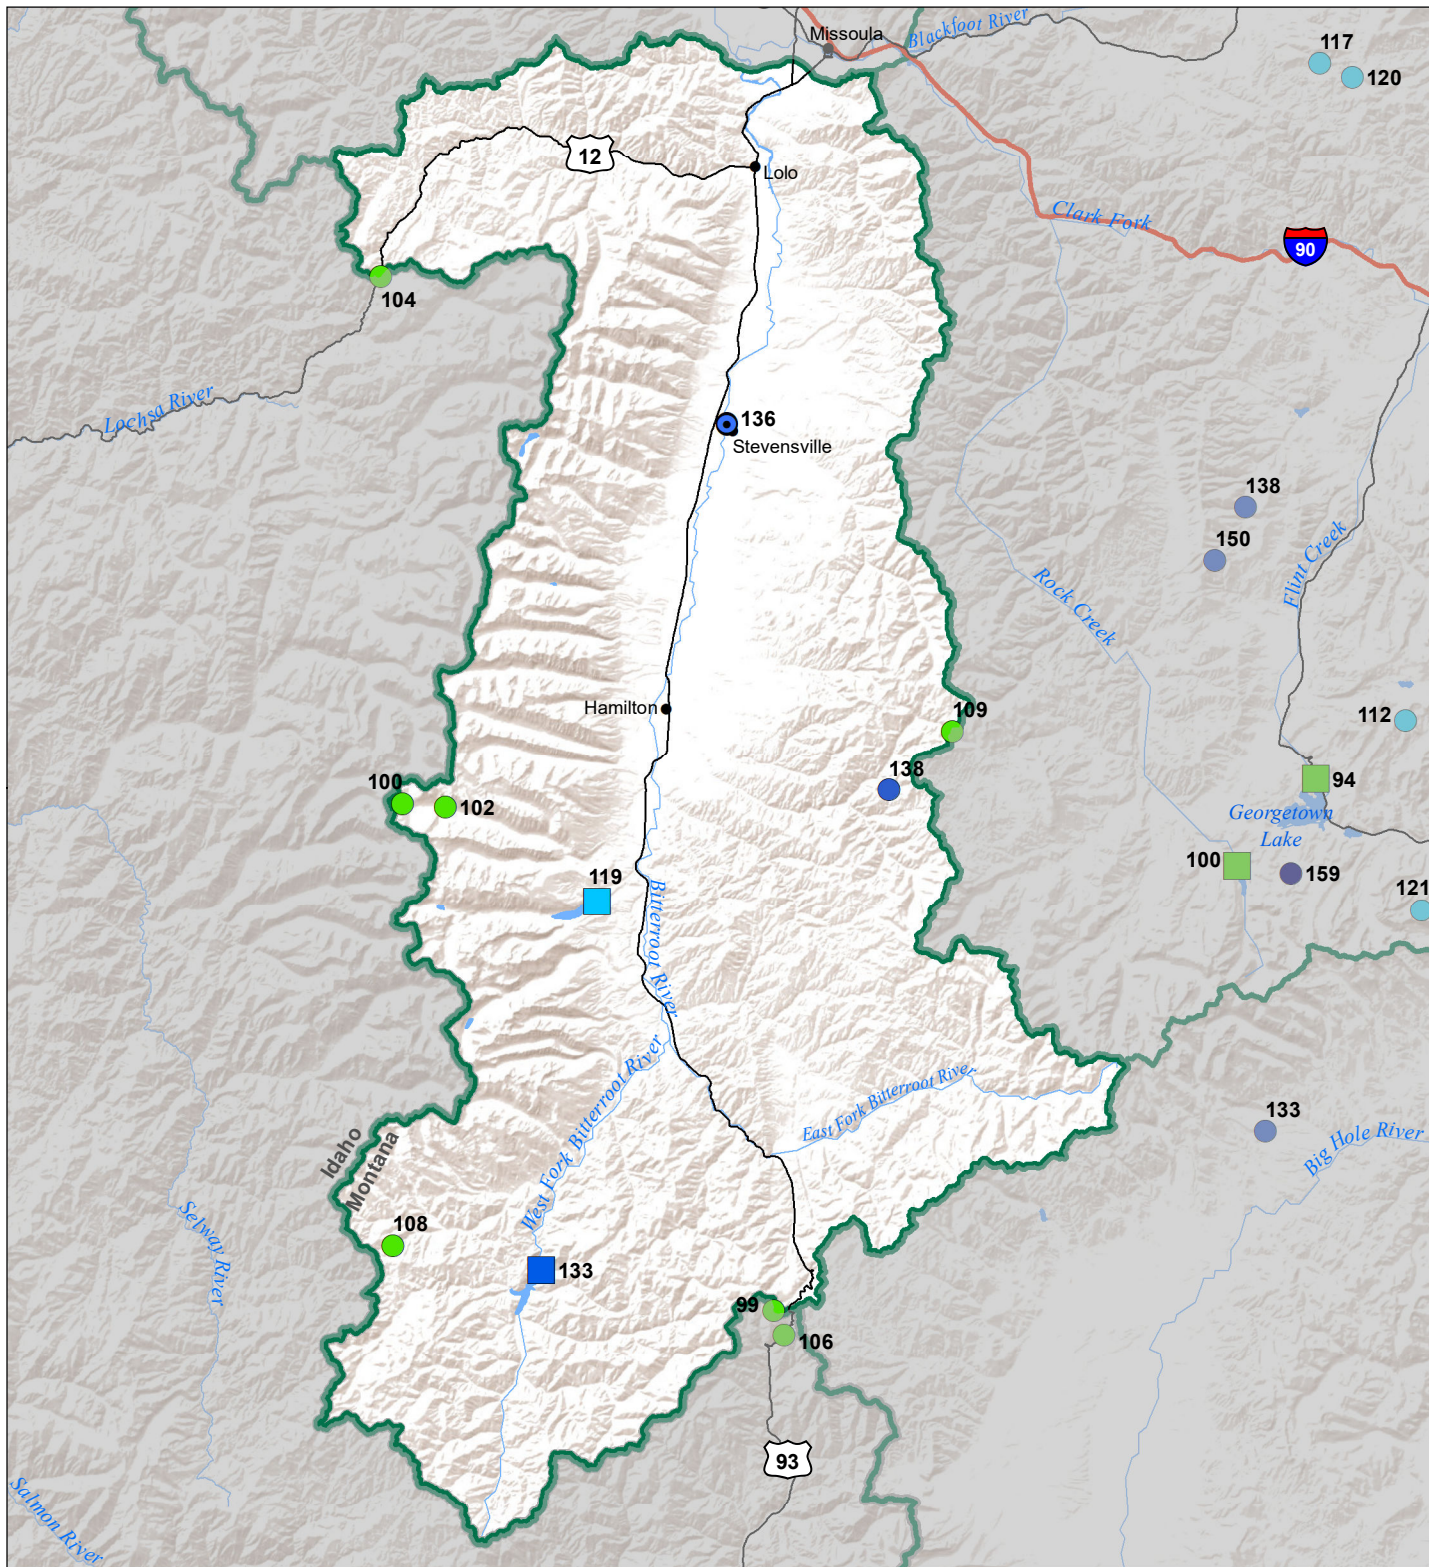 Missoula
Blackfoot River
117
120
12
Lolo
Clark Fork
90
104
Lochsa River
136
Stevensville
138
150
Flint Creek
Rock Creek
Hamilton
109
112
138
94
100
102
Georgetown
Lake
119
100
159
121
Bitterroot River
West Fork Bitterroot River
East Fork Bitterroot River
133
Big Hole River
Idaho
Montana
Selway River
108
133
99
106
93
Salmon River